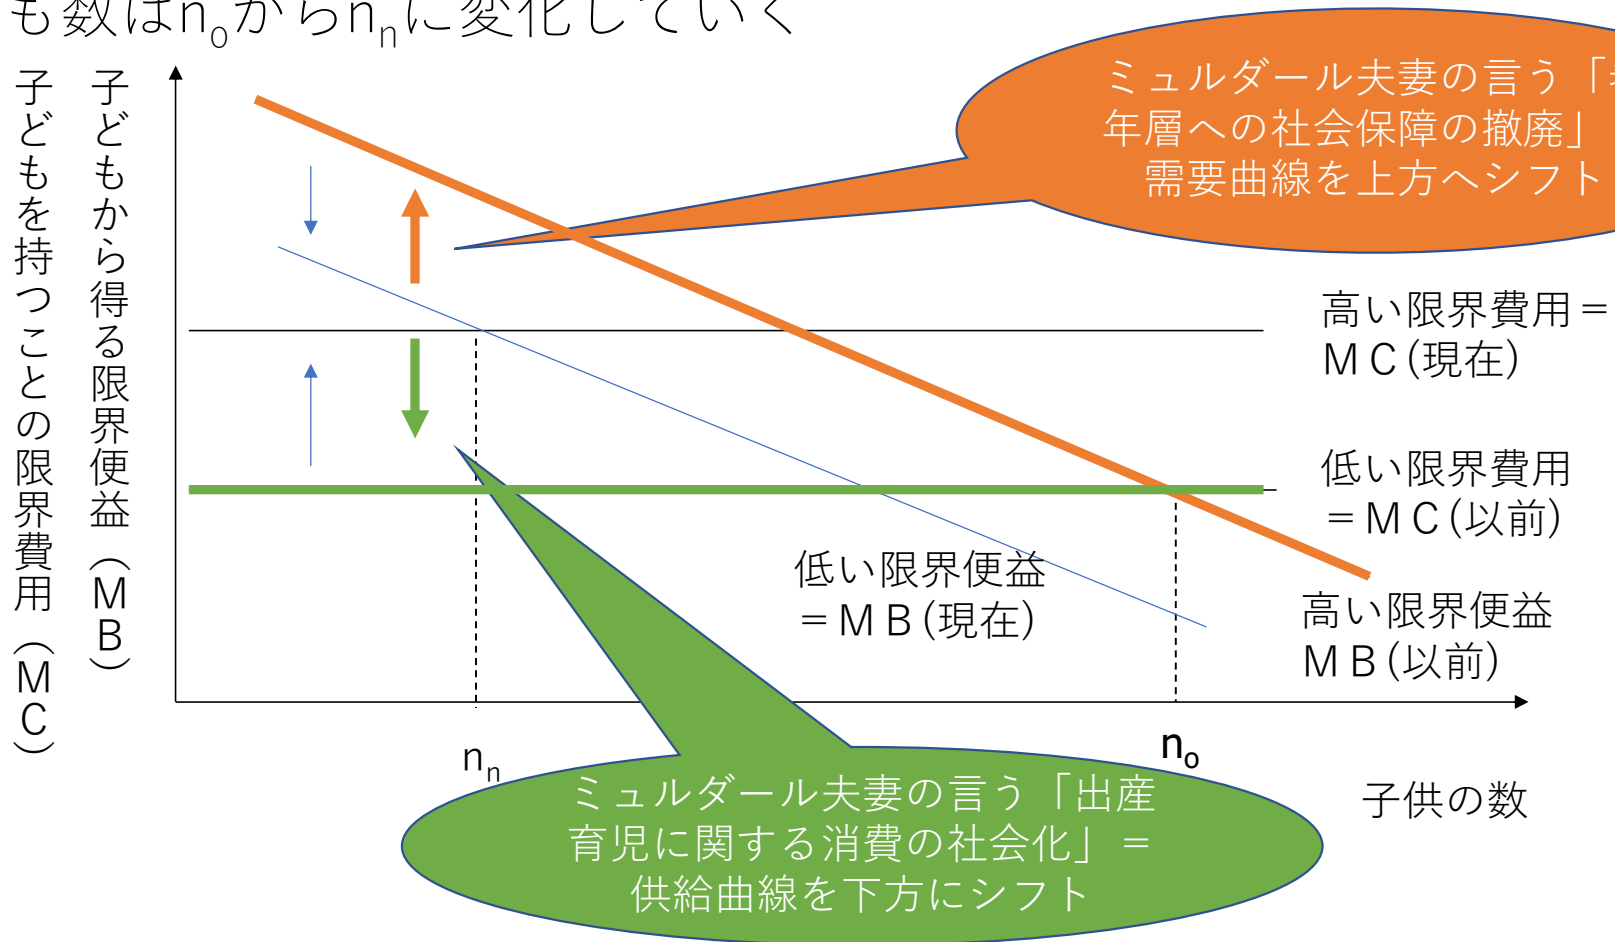 も数はnₒからnₙに変化していく
子どもから得る限界便益（ＭＢ）
子どもを持つことの限界費用（ＭＣ）
ミュルダール夫妻の言う「
年層への社会保障の撤廃」
需要曲線を上方へシフト
高い限界費用＝
ＭＣ(現在)
低い限界費用
＝ＭＣ(以前)
低い限界便益
＝ＭＢ(現在)
高い限界便益
ＭＢ(以前)
nₙ
nₒ
子供の数
ミュルダール夫妻の言う「出産
育児に関する消費の社会化」＝
供給曲線を下方にシフト